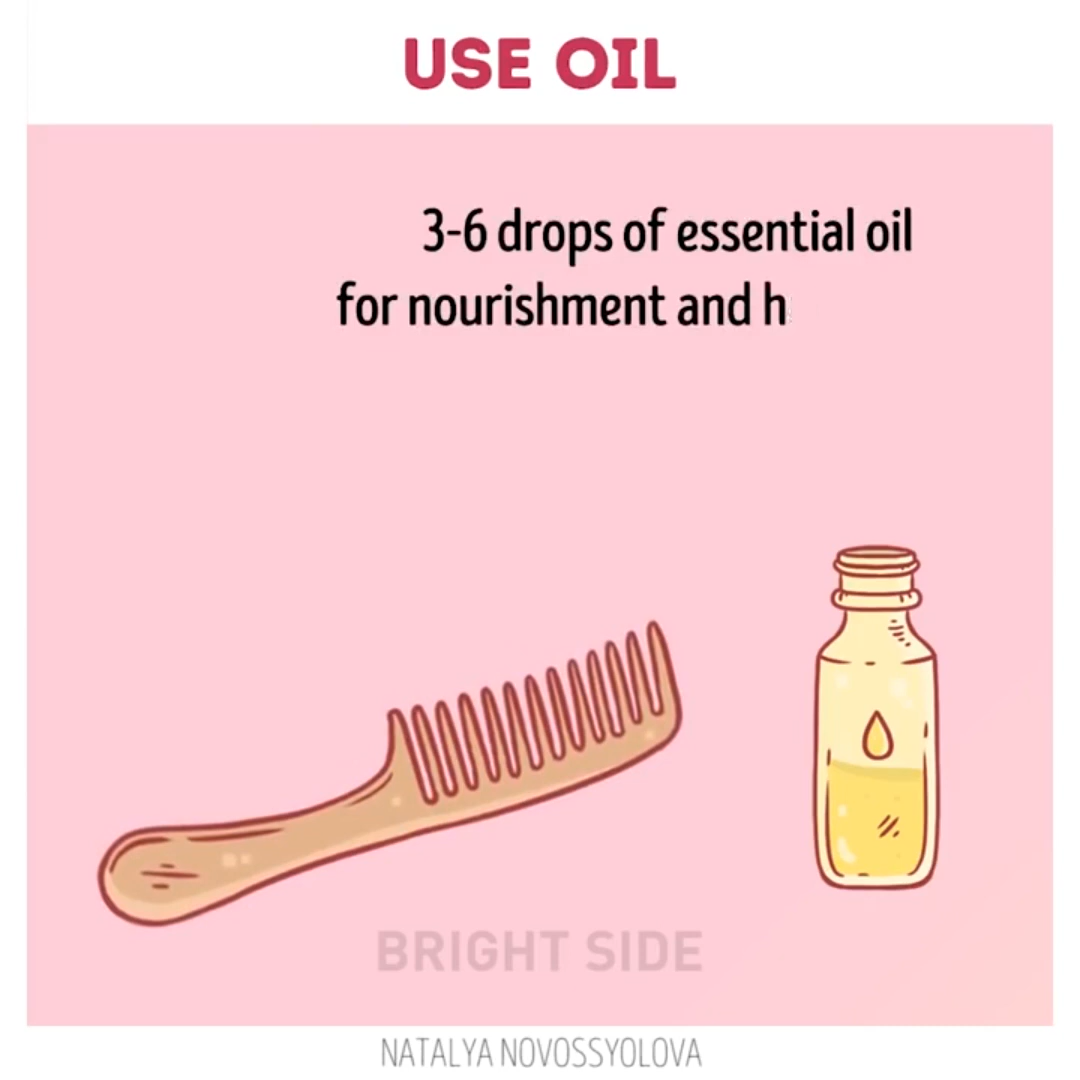 USE OIL
3-6 drops of essential oil
for nourishment and h
BRIGHT SIDE
NATALYA NOVOSSYOLOVA